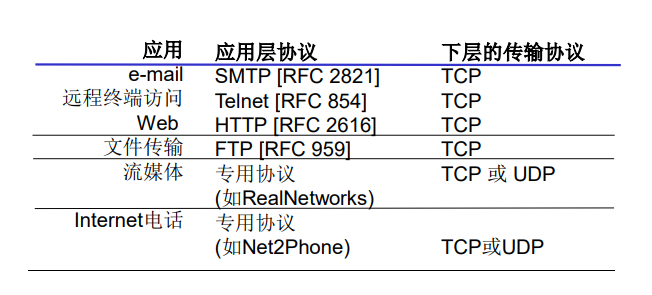 应用 应用层协议 下层的传输协议
e-mail SMTP [RFC 2821] TCP
远程终端访问 Telnet [RFC 854] TCP
Web HTTP [RFC 2616] TCP
文件传输 FTP [RFC 959] TCP
流媒体 专用协议 TCP 或 UDP
(如RealNetworks)
Internet电话 专用协议
(如Net2Phone) TCP或UDP